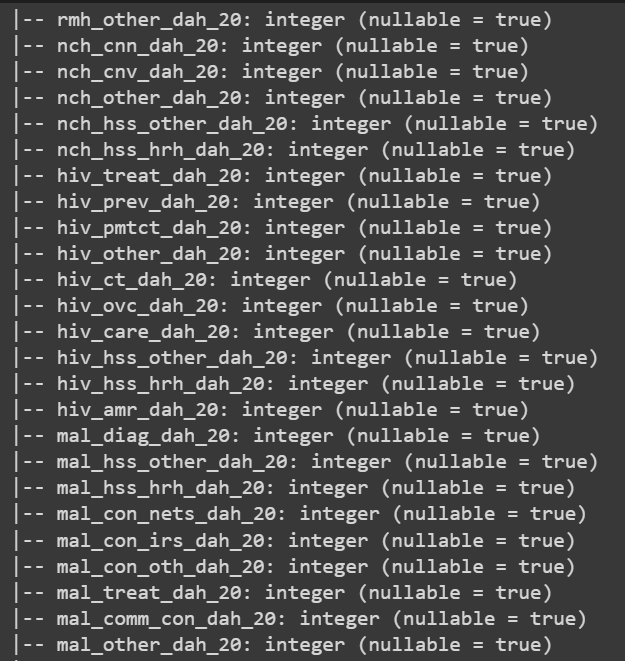 |-- rmh_other_dah_20: integer (nullable = true)
|-- nch_cnn_dah_20: integer (nullable = true)
|-- nch_cnv_dah_20: integer (nullable = true)
|-- nch_other_dah_20: integer (nullable = true)
|-- nch_hss_other_dah_20: integer (nullable = true)
|-- nch_hss_hrh_dah_20: integer (nullable = true)
|-- hiv_treat_dah_20: integer (nullable = true)
|-- hiv_prev_dah_20: integer (nullable = true)
|-- hiv_pmtct_dah_20: integer (nullable = true)
|-- hiv_other_dah_20: integer (nullable = true)
|-- hiv_ct_dah_20: integer (nullable = true)
|-- hiv_ovc_dah_20: integer (nullable = true)
|-- hiv_care_dah_20: integer (nullable = true)
|-- hiv_hss_other_dah_20: integer (nullable = true)
|-- hiv_hss_hrh_dah_20: integer (nullable = true)
|-- hiv_amr_dah_20: integer (nullable = true)
|-- mal_diag_dah_20: integer (nullable = true)
|-- mal_hss_other_dah_20: integer (nullable = true)
|-- mal_hss_hrh_dah_20: integer (nullable = true)
|-- mal_con_nets_dah_20: integer (nullable = true)
|-- mal_con_irs_dah_20: integer (nullable = true)
|-- mal_con_oth_dah_20: integer (nullable = true)
|-- mal_treat_dah_20: integer (nullable = true)
|-- mal_comm_con_dah_20: integer (nullable = true)
|-- mal_other_dah_20: integer (nullable = true)